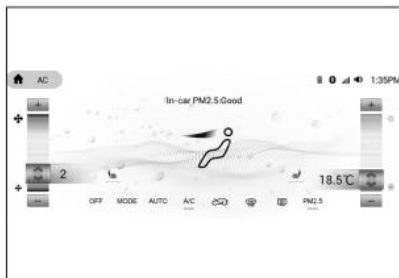 AC
1:35PM
In-car PM2.5:Good
+
+
2
18.5℃
−
−
OFF MODE AUTO A/C PM2.5